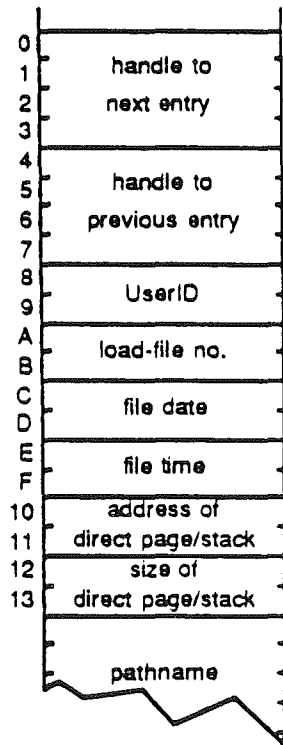 0
1 handle to
2 next entry
3
4
5 handle to
6 previous entry
7
8
9 UserID
A
B load-file no.
C
D file date
E
F file time
10 address of
11 direct page/stack
12 size of
13 direct page/stack
pathname